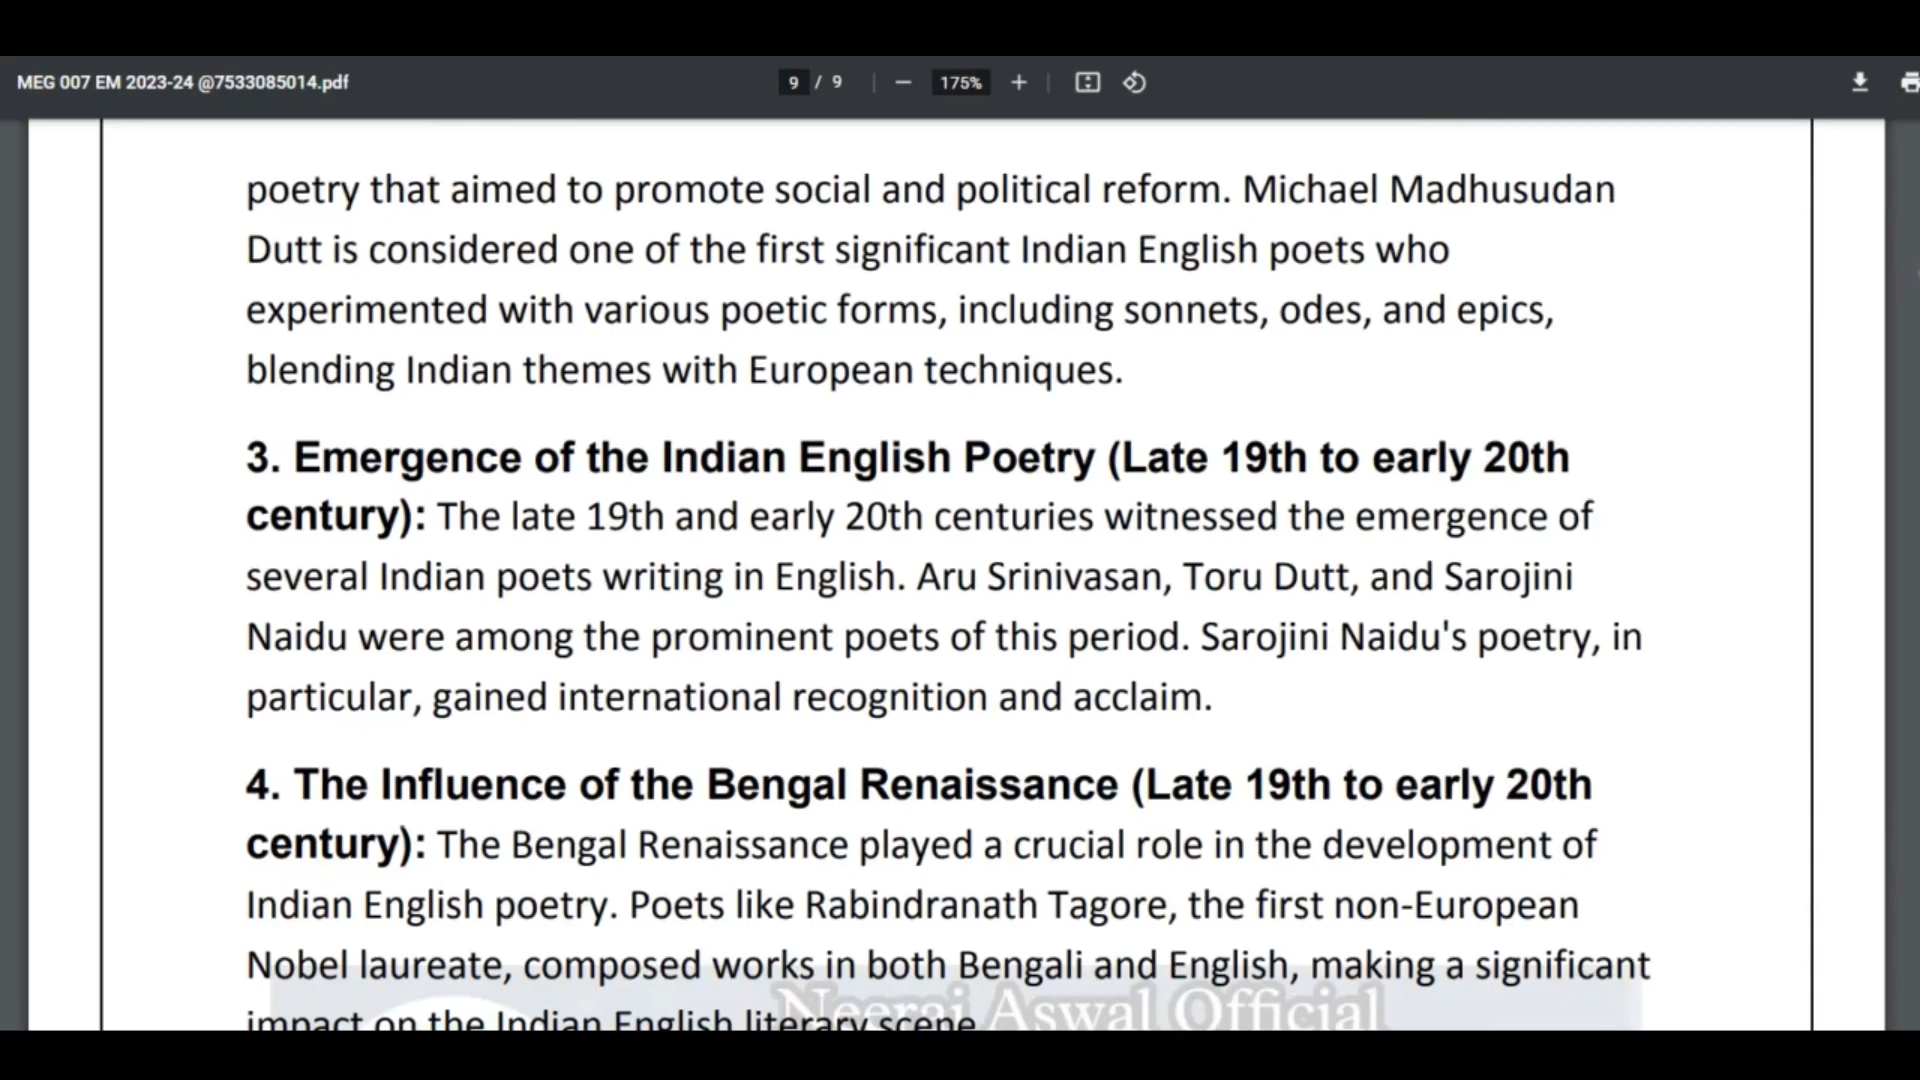 MEG 007 EM 2023-24 @7533085014.pdf
9 / 9
175%
poetry that aimed to promote social and political reform. Michael Madhusudan
Dutt is considered one of the first significant Indian English poets who
experimented with various poetic forms, including sonnets, odes, and epics,
blending Indian themes with European techniques.
3. Emergence of the Indian English Poetry (Late 19th to early 20th
century): The late 19th and early 20th centuries witnessed the emergence of
several Indian poets writing in English. Aru Srinivasan, Toru Dutt, and Sarojini
Naidu were among the prominent poets of this period. Sarojini Naidu's poetry, in
particular, gained international recognition and acclaim.
4. The Influence of the Bengal Renaissance (Late 19th to early 20th
century): The Bengal Renaissance played a crucial role in the development of
Indian English poetry. Poets like Rabindranath Tagore, the first non-European
Nobel laureate, composed works in both Bengali and English, making a significant
impact on the Indian English literary scene
Neeraj Aswal Official